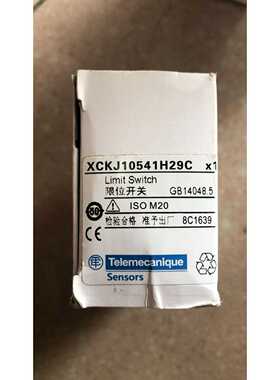 XCKJ10541H29C x1
Limit Switch
限位开关 GB14048.5
ISO M20
检验合格 准予出厂 8C1639
CE
Telemecanique
Sensors